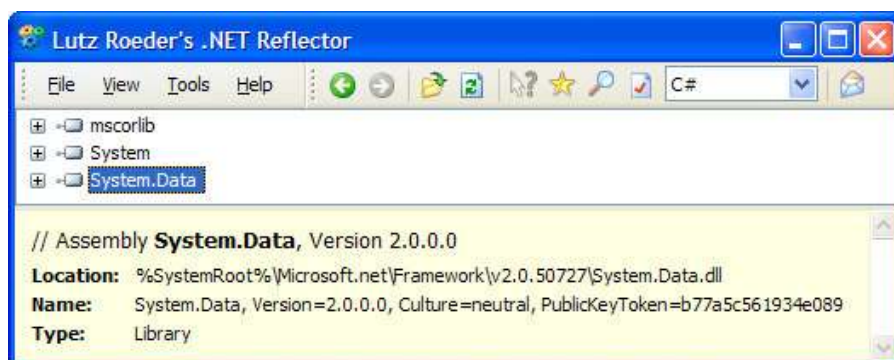 Lutz Roeder's .NET Reflector
File View Tools Help C#
mscorlib
System
System.Data
// Assembly System.Data, Version 2.0.0.0
Location: %SystemRoot%\Microsoft.net\Framework\v2.0.50727\System.Data.dll
Name: System.Data, Version=2.0.0.0, Culture=neutral, PublicKeyToken=b77a5c561934e089
Type: Library